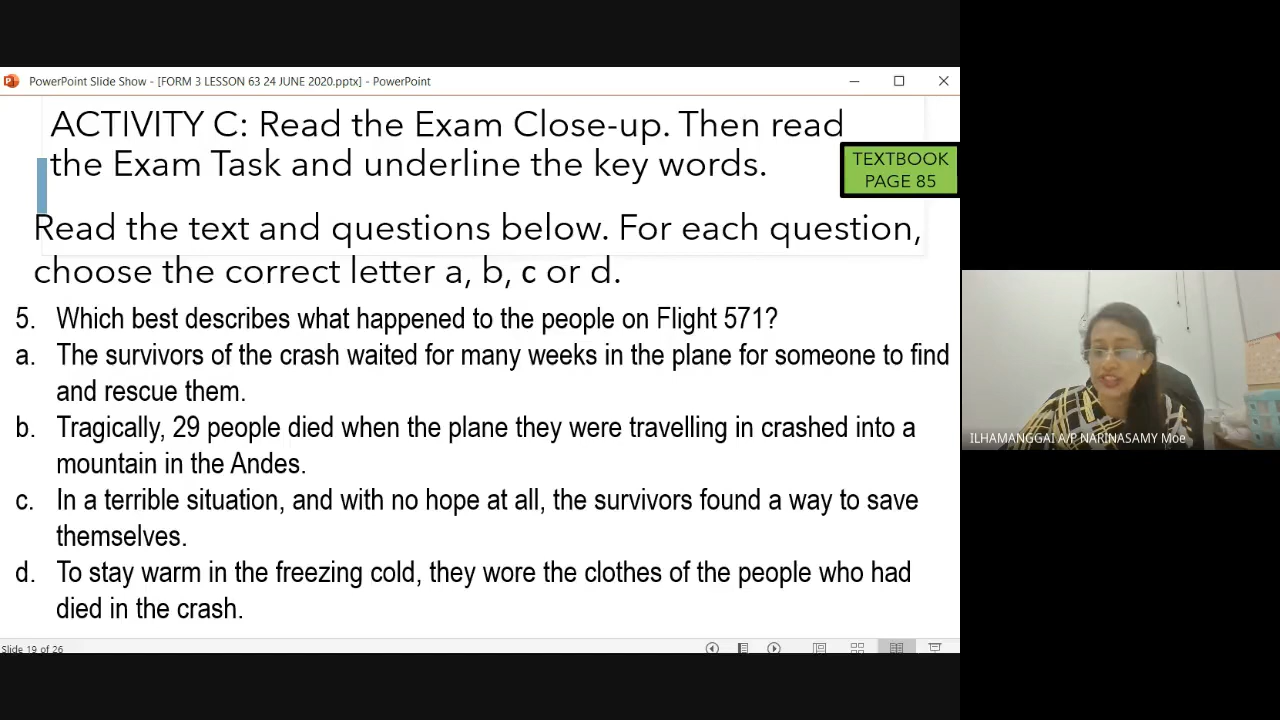 PowerPoint Slide Show - [FORM 3 LESSON 63 24 JUNE 2020.pptx] - PowerPoint
ACTIVITY C: Read the Exam Close-up. Then read
the Exam Task and underline the key words.
TEXTBOOK
PAGE 85
Read the text and questions below. For each question,
choose the correct letter a, b, c or d.
5. Which best describes what happened to the people on Flight 571?
a. The survivors of the crash waited for many weeks in the plane for someone to find
and rescue them.
b. Tragically, 29 people died when the plane they were travelling in crashed into a
mountain in the Andes.
c. In a terrible situation, and with no hope at all, the survivors found a way to save
themselves.
d. To stay warm in the freezing cold, they wore the clothes of the people who had
died in the crash.
Slide 19 of 26
ILHAMANGGAI A/P NARINASAMY Moe